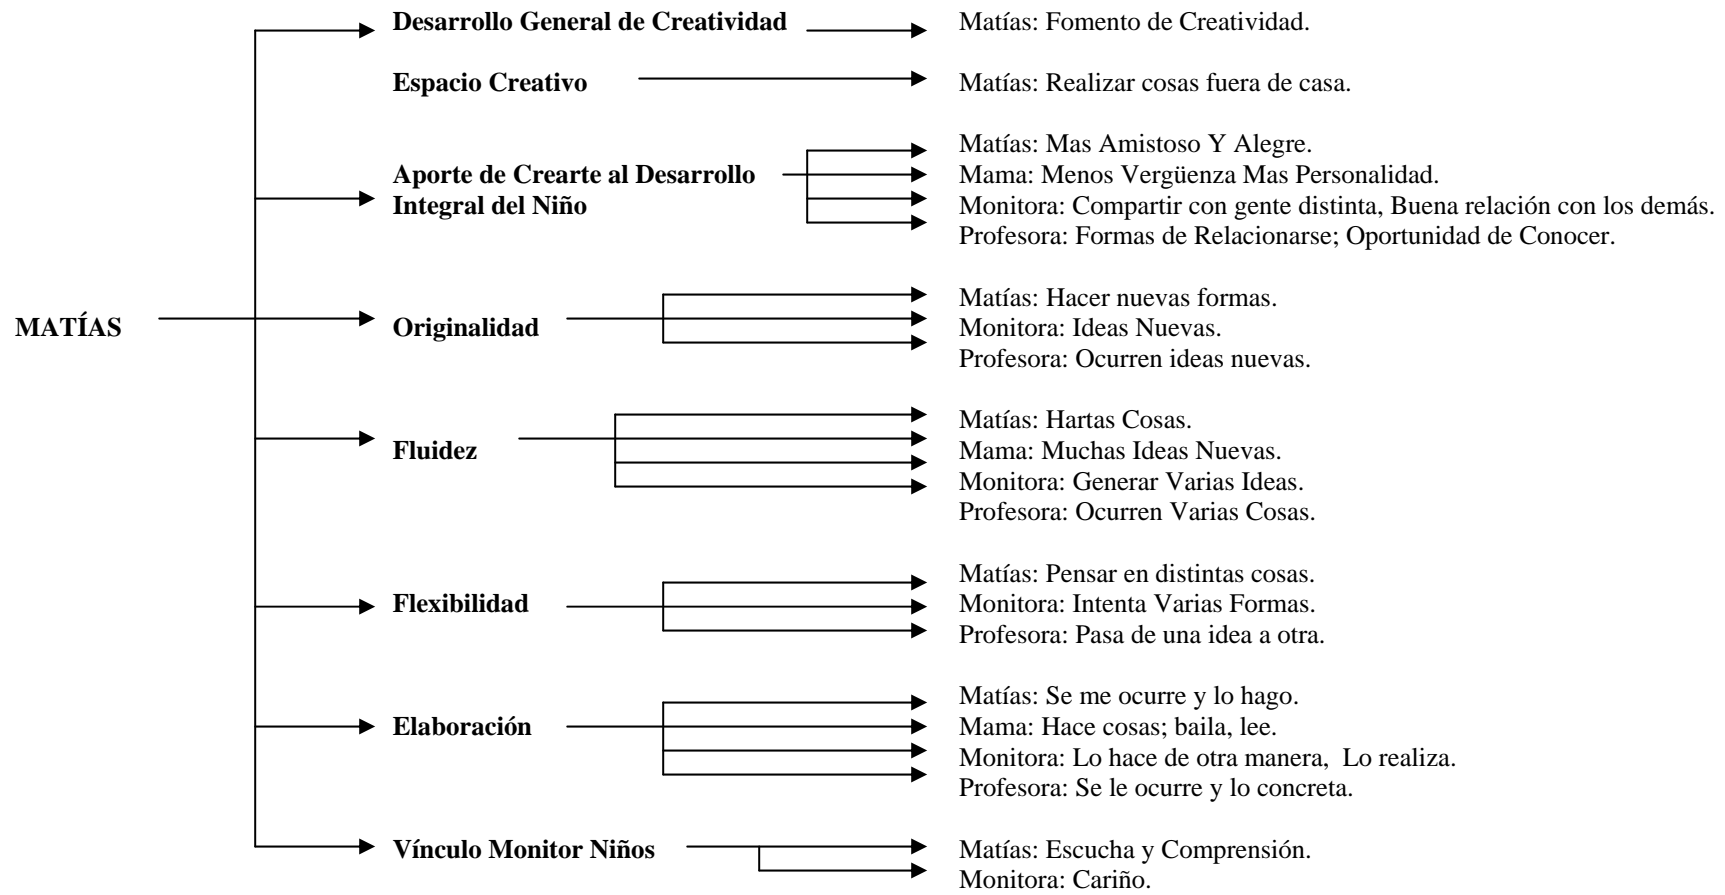 Desarrollo General de Creatividad
Matías: Fomento de Creatividad.
Espacio Creativo
Matías: Realizar cosas fuera de casa.
Aporte de Crearte al Desarrollo
Integral del Niño
Matías: Mas Amistoso Y Alegre.
Mama: Menos Vergüenza Mas Personalidad.
Monitora: Compartir con gente distinta, Buena relación con los demás.
Profesora: Formas de Relacionarse; Oportunidad de Conocer.
MATÍAS
Originalidad
Matías: Hacer nuevas formas.
Monitora: Ideas Nuevas.
Profesora: Ocurren ideas nuevas.
Fluidez
Matías: Hartas Cosas.
Mama: Muchas Ideas Nuevas.
Monitora: Generar Varias Ideas.
Profesora: Ocurren Varias Cosas.
Flexibilidad
Matías: Pensar en distintas cosas.
Monitora: Intenta Varias Formas.
Profesora: Pasa de una idea a otra.
Elaboración
Matías: Se me ocurre y lo hago.
Mama: Hace cosas; baila, lee.
Monitora: Lo hace de otra manera, Lo realiza.
Profesora: Se le ocurre y lo concreta.
Vínculo Monitor Niños
Matías: Escucha y Comprensión.
Monitora: Cariño.